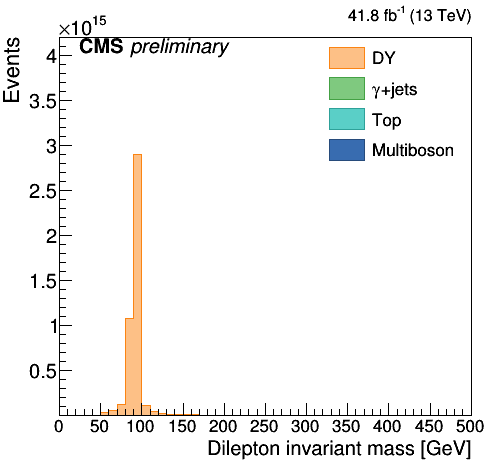 41.8 fb⁻¹ (13 TeV)
×10¹⁵
CMS preliminary
Events
4
3.5
3
2.5
2
1.5
1
0.5
DY
γ+jets
Top
Multiboson
0 50 100 150 200 250 300 350 400 450 500
Dilepton invariant mass [GeV]